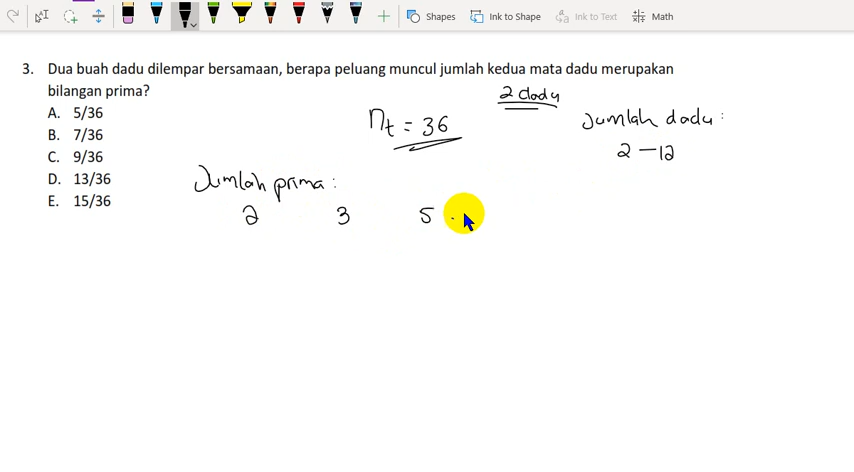 Shapes Ink to Shape Ink to Text Math
3. Dua buah dadu dilempar bersamaan, berapa peluang muncul jumlah kedua mata dadu merupakan
bilangan prima?
2 dadu
A. 5/36
nt = 36
Jumlah dadu :
B. 7/36
C. 9/36
2 – 12
D. 13/36
Jumlah prima :
E. 15/36
2 3 5